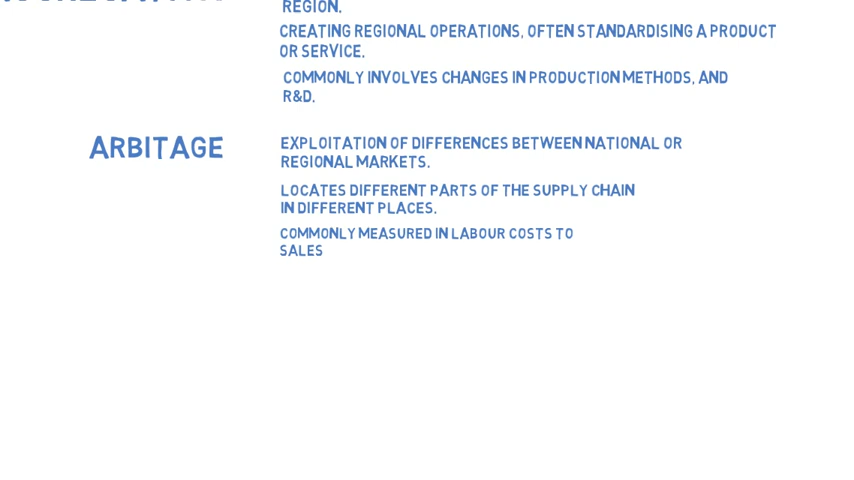 REGION.
CREATING REGIONAL OPERATIONS, OFTEN STANDARDISING A PRODUCT
OR SERVICE.
COMMONLY INVOLVES CHANGES IN PRODUCTION METHODS, AND
R&D.
ARBITAGE
EXPLOITATION OF DIFFERENCES BETWEEN NATIONAL OR
REGIONAL MARKETS.
LOCATES DIFFERENT PARTS OF THE SUPPLY CHAIN
IN DIFFERENT PLACES.
COMMONLY MEASURED IN LABOUR COSTS TO
SALES